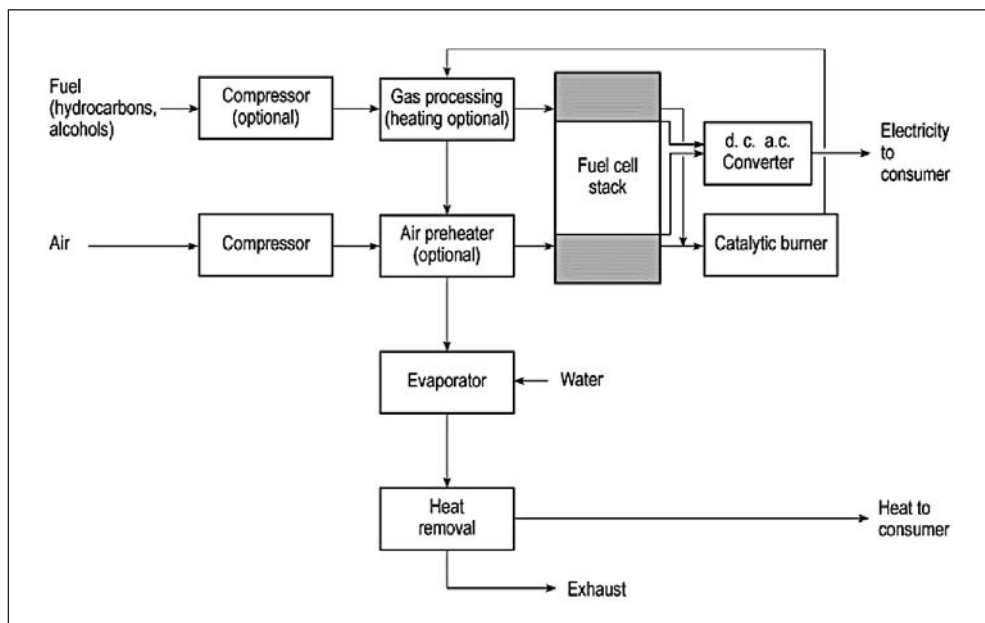 Fuel
(hydrocarbons,
alcohols)
Compressor
(optional)
Gas processing
(heating optional)
Fuel cell
stack
d. c. a.c.
Converter
Electricity
to
consumer
Air
Compressor
Air preheater
(optional)
Catalytic burner
Evaporator
Water
Heat
removal
Heat to
consumer
Exhaust